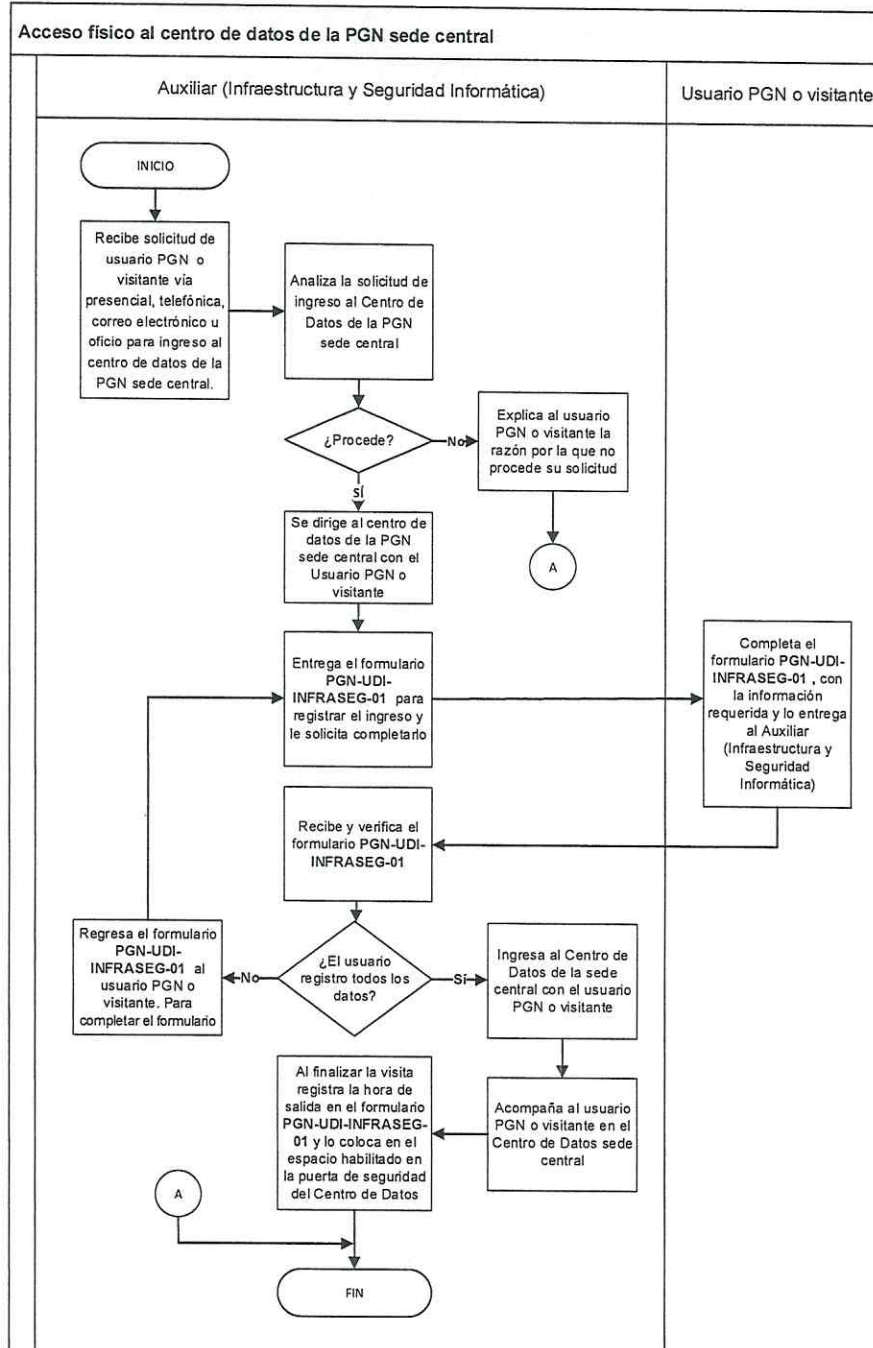 Acceso físico al centro de datos de la PGN sede central
Auxiliar (Infraestructura y Seguridad Informática)
Usuario PGN o visitante
INICIO
Recibe solicitud de
usuario PGN o
visitante vía
presencial, telefónica,
correo electrónico u
oficio para ingreso al
centro de datos de la
PGN sede central.
Analiza la solicitud de
ingreso al Centro de
Datos de la PGN
sede central
¿Procede?
No
Explica al usuario
PGN o visitante la
razón por la que no
procede su solicitud
A
SÍ
Se dirige al centro de
datos de la PGN
sede central con el
Usuario PGN o
visitante
Entrega el formulario
PGN-UDI-
INFRASEG-01 para
registrar el ingreso y
le solicita completarlo
Completa el
formulario PGN-UDI-
INFRASEG-01 , con
la información
requerida y lo entrega
al Auxiliar
(Infraestructura y
Seguridad
Informática)
Recibe y verifica el
formulario PGN-UDI-
INFRASEG-01
¿El usuario
registro todos los
datos?
No
Regresa el formulario
PGN-UDI-
INFRASEG-01 al
usuario PGN o
visitante. Para
completar el formulario
Sí
Ingresa al Centro de
Datos de la sede
central con el usuario
PGN o visitante
Acompaña al usuario
PGN o visitante en el
Centro de Datos sede
central
Al finalizar la visita
registra la hora de
salida en el formulario
PGN-UDI-INFRASEG-
01 y lo coloca en el
espacio habilitado en
la puerta de seguridad
del Centro de Datos
A
FIN